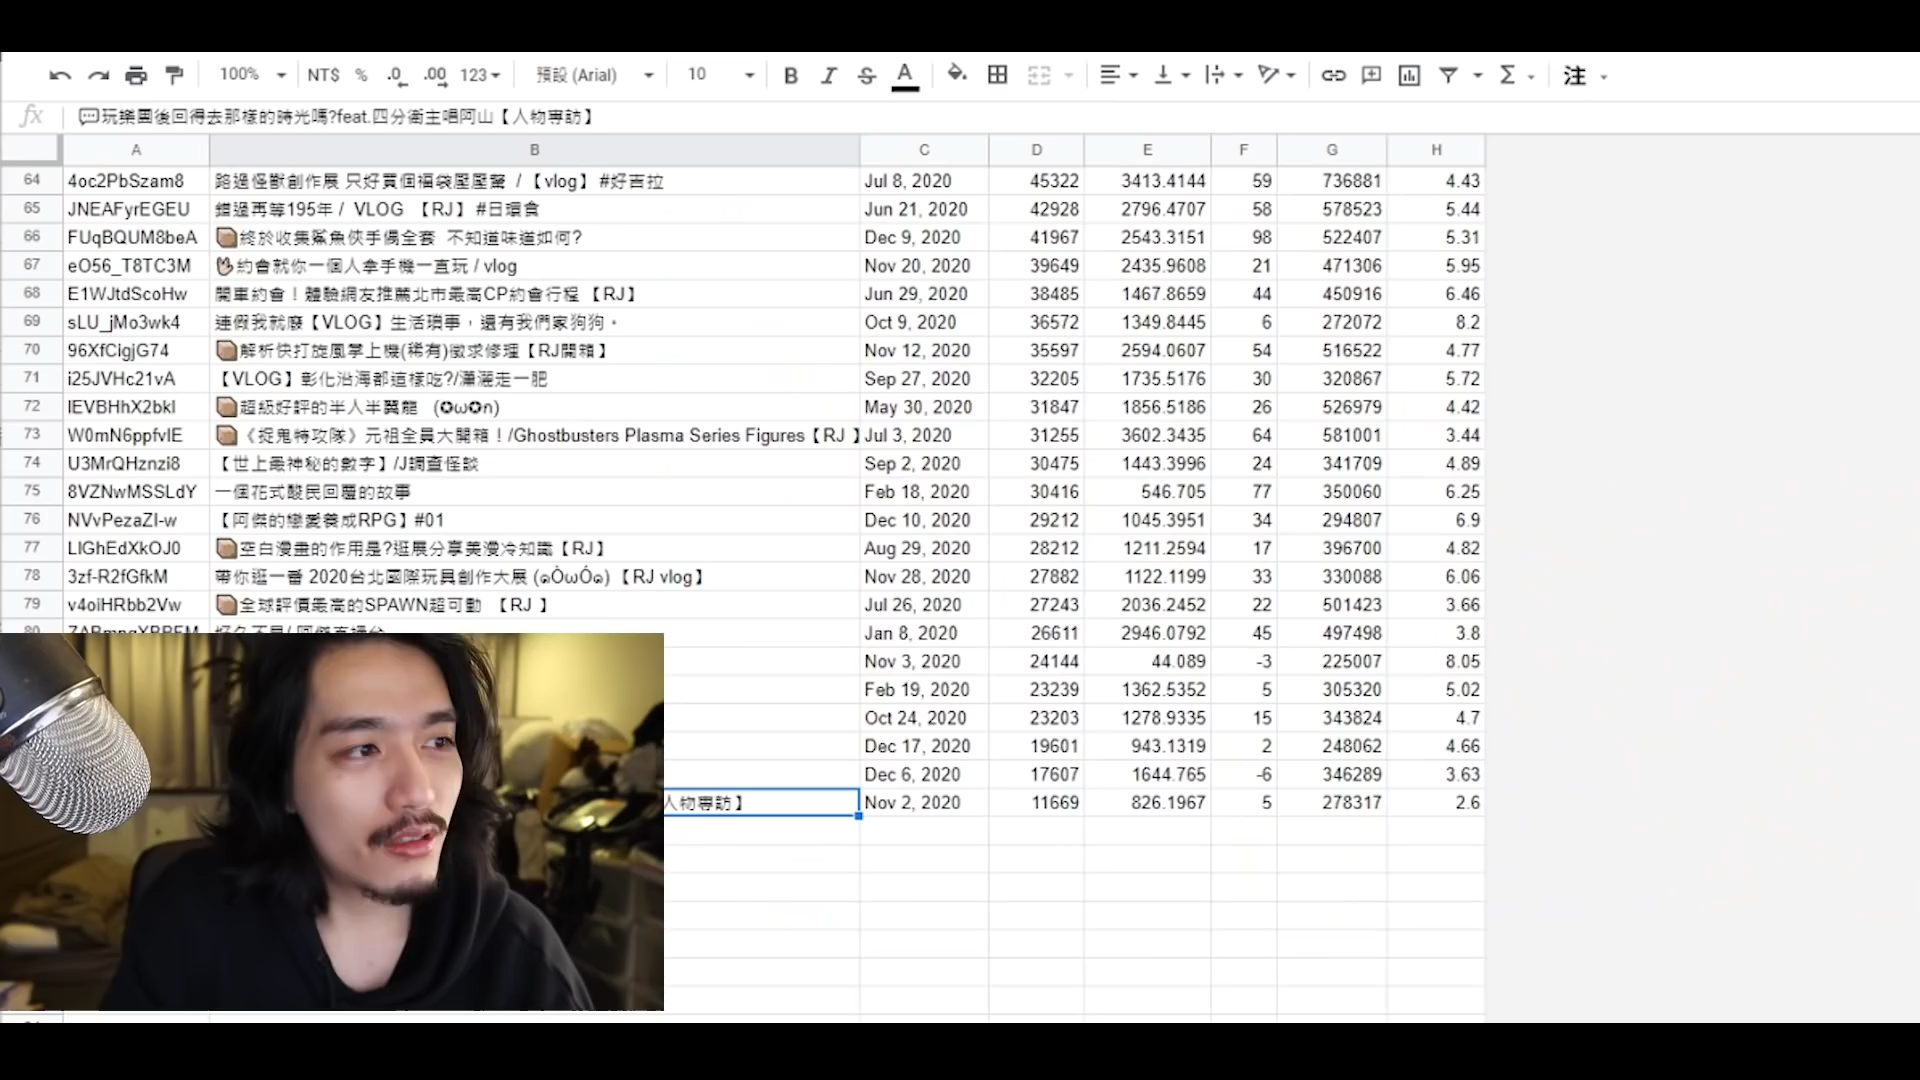 100% NT$ % .0 .00 123 預設 (Arial) 10 B I S A 注
fx 玩樂團後回得去那樣的時光嗎?feat.四分衛主唱阿山【人物專訪】
A B C D E F G H
64 4oc2PbSzam8 路過怪獸創作展 只好買個福袋壓壓驚 / 【vlog】 #好吉拉 Jul 8, 2020 45322 3413.4144 59 736881 4.43
65 JNEAFyrEGEU 錯過再等195年 / VLOG 【RJ】 #日環食 Jun 21, 2020 42928 2796.4707 58 578523 5.44
66 FUqBQUM8beA 終於收集鯊魚俠手偶全套 不知道味道如何? Dec 9, 2020 41967 2543.3151 98 522407 5.31
67 eO56_T8TC3M 約會就你一個人拿手機一直玩 / vlog Nov 20, 2020 39649 2435.9608 21 471306 5.95
68 E1WJtdScoHw 開車約會！體驗網友推薦北市最高CP約會行程 【RJ】 Jun 29, 2020 38485 1467.8659 44 450916 6.46
69 sLU_jMo3wk4 連假我就廢【VLOG】生活瑣事，還有我們家狗狗。 Oct 9, 2020 36572 1349.8445 6 272072 8.2
70 96XfCigjG74 解析快打旋風掌上機(稀有)徵求修理【RJ開箱】 Nov 12, 2020 35597 2594.0607 54 516522 4.77
71 i25JVHc21vA 【VLOG】彰化沿海都這樣吃?/瀟灑走一肥 Sep 27, 2020 32205 1735.5176 30 320867 5.72
72 IEVBHhX2bkI 超級好評的半人半翼龍 (✪ω✪ก) May 30, 2020 31847 1856.5186 26 526979 4.42
73 W0mN6ppfvIE 《捉鬼特攻隊》元祖全員大開箱！/Ghostbusters Plasma Series Figures【RJ 】 Jul 3, 2020 31255 3602.3435 64 581001 3.44
74 U3MrQHznzi8 【世上最神秘的數字】/J調查怪談 Sep 2, 2020 30475 1443.3996 24 341709 4.89
75 8VZNwMSSLdY 一個花式酸民回覆的故事 Feb 18, 2020 30416 546.705 77 350060 6.25
76 NVvPezaZI-w 【阿傑的戀愛養成RPG】#01 Dec 10, 2020 29212 1045.3951 34 294807 6.9
77 LIGhEdXkOJ0 空白漫畫的作用是?逛展分享美漫冷知識【RJ】 Aug 29, 2020 28212 1211.2594 17 396700 4.82
78 3zf-R2fGfkM 帶你逛一番 2020台北國際玩具創作大展 (๑ÒωÓ๑) 【RJ vlog】 Nov 28, 2020 27882 1122.1199 33 330088 6.06
79 v4oiHRbb2Vw 全球評價最高的SPAWN超可動 【RJ 】 Jul 26, 2020 27243 2036.2452 22 501423 3.66
80 Jan 8, 2020 26611 2946.0792 45 497498 3.8
Nov 3, 2020 24144 44.089 -3 225007 8.05
Feb 19, 2020 23239 1362.5352 5 305320 5.02
Oct 24, 2020 23203 1278.9335 15 343824 4.7
Dec 17, 2020 19601 943.1319 2 248062 4.66
Dec 6, 2020 17607 1644.765 -6 346289 3.63
人物專訪】 Nov 2, 2020 11669 826.1967 5 278317 2.6